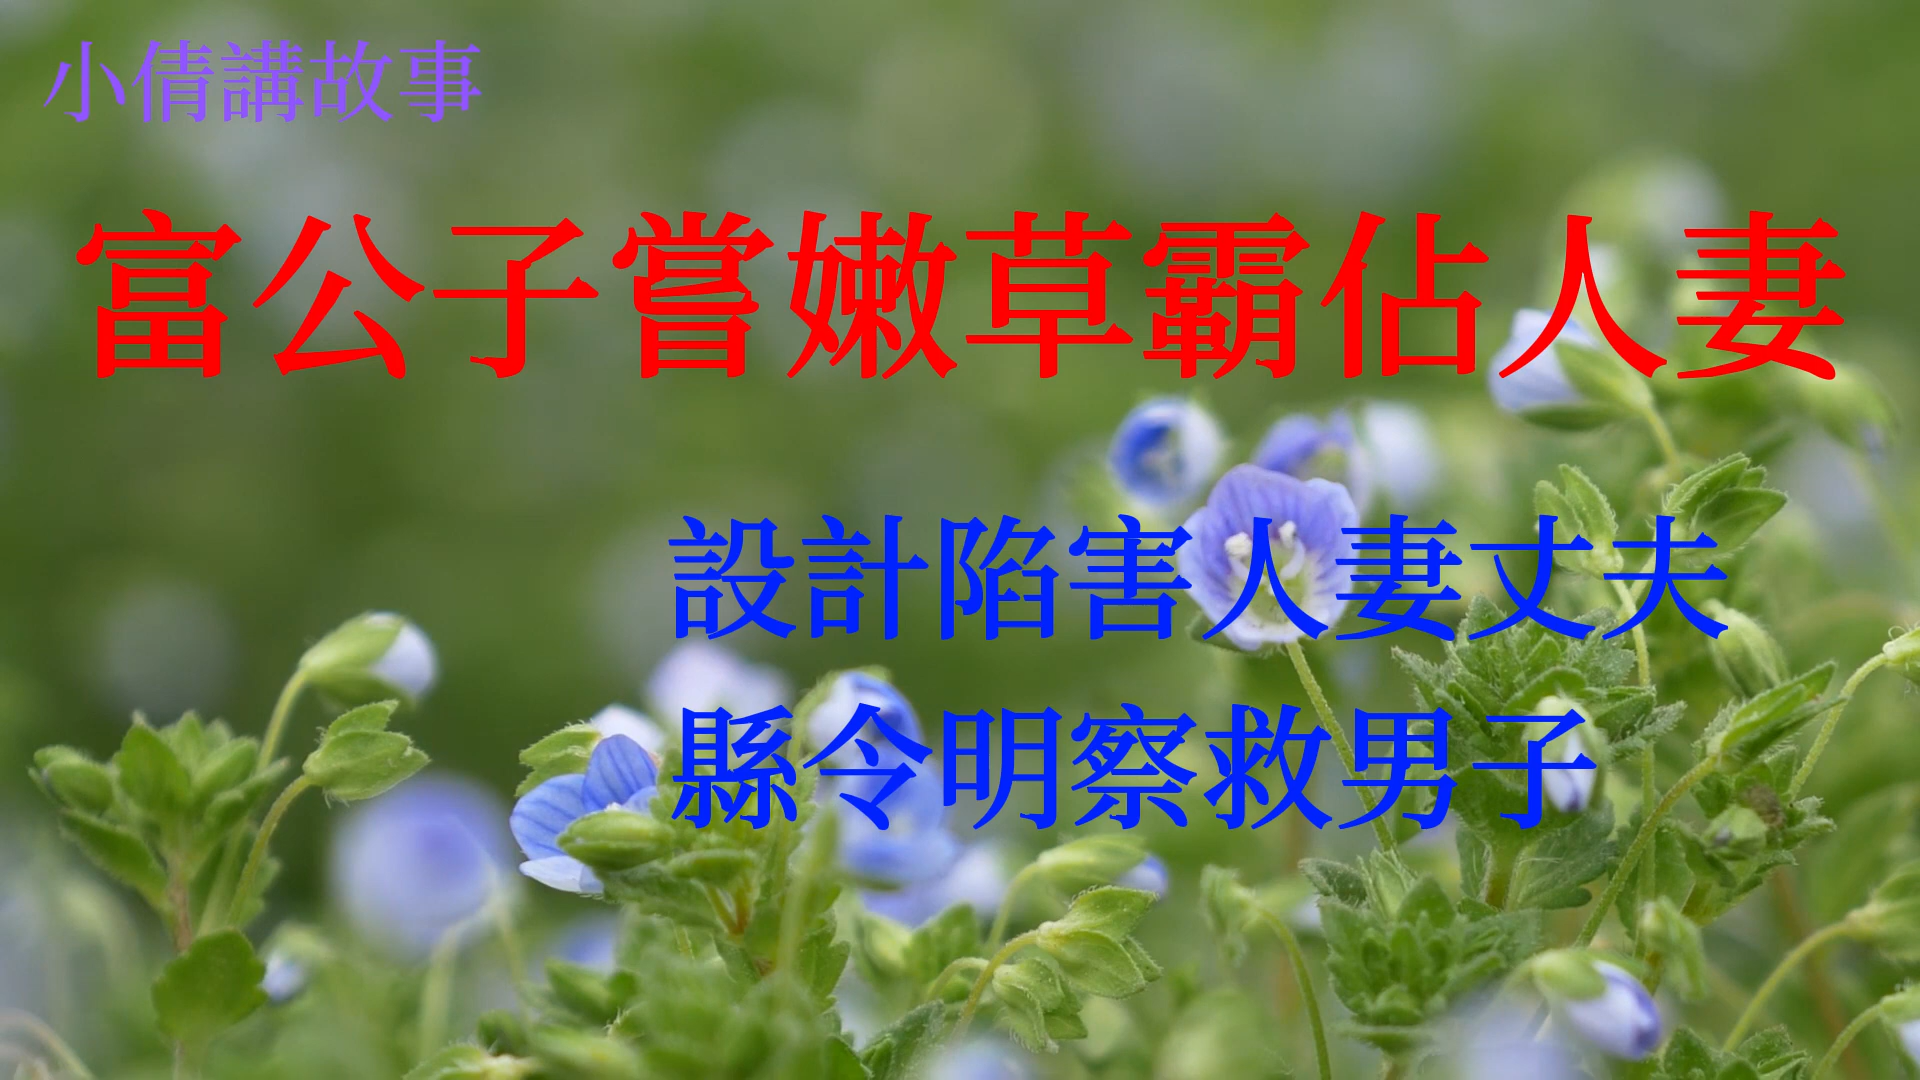 小倩講故事
富公子嘗嫩草霸佔人妻
設計陷害人妻丈夫
縣令明察救男子